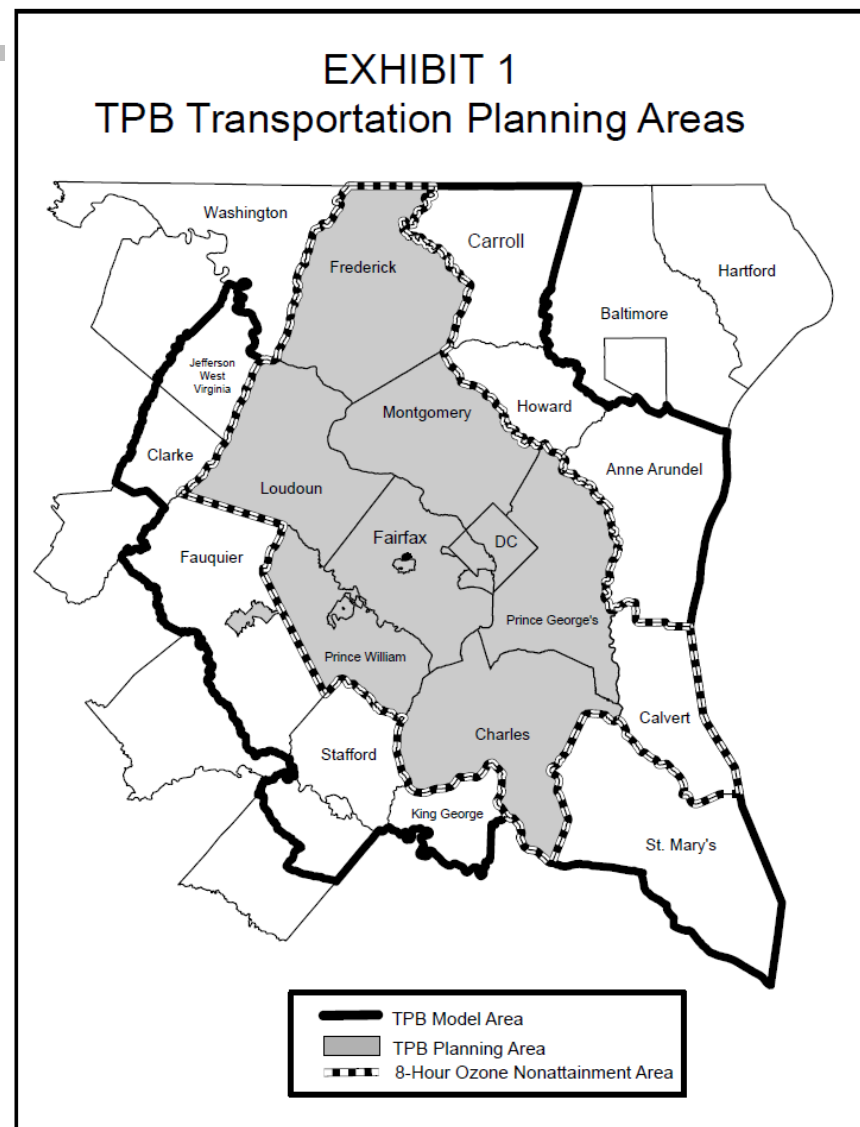 EXHIBIT 1
TPB Transportation Planning Areas
Washington
Carroll
Frederick
Hartford
Baltimore
Jefferson
West
Virginia
Howard
Montgomery
Clarke
Anne Arundel
Loudoun
Fairfax
DC
Fauquier
Prince George's
Prince William
Calvert
Charles
Stafford
King George
St. Mary's
TPB Model Area
TPB Planning Area
8-Hour Ozone Nonattainment Area